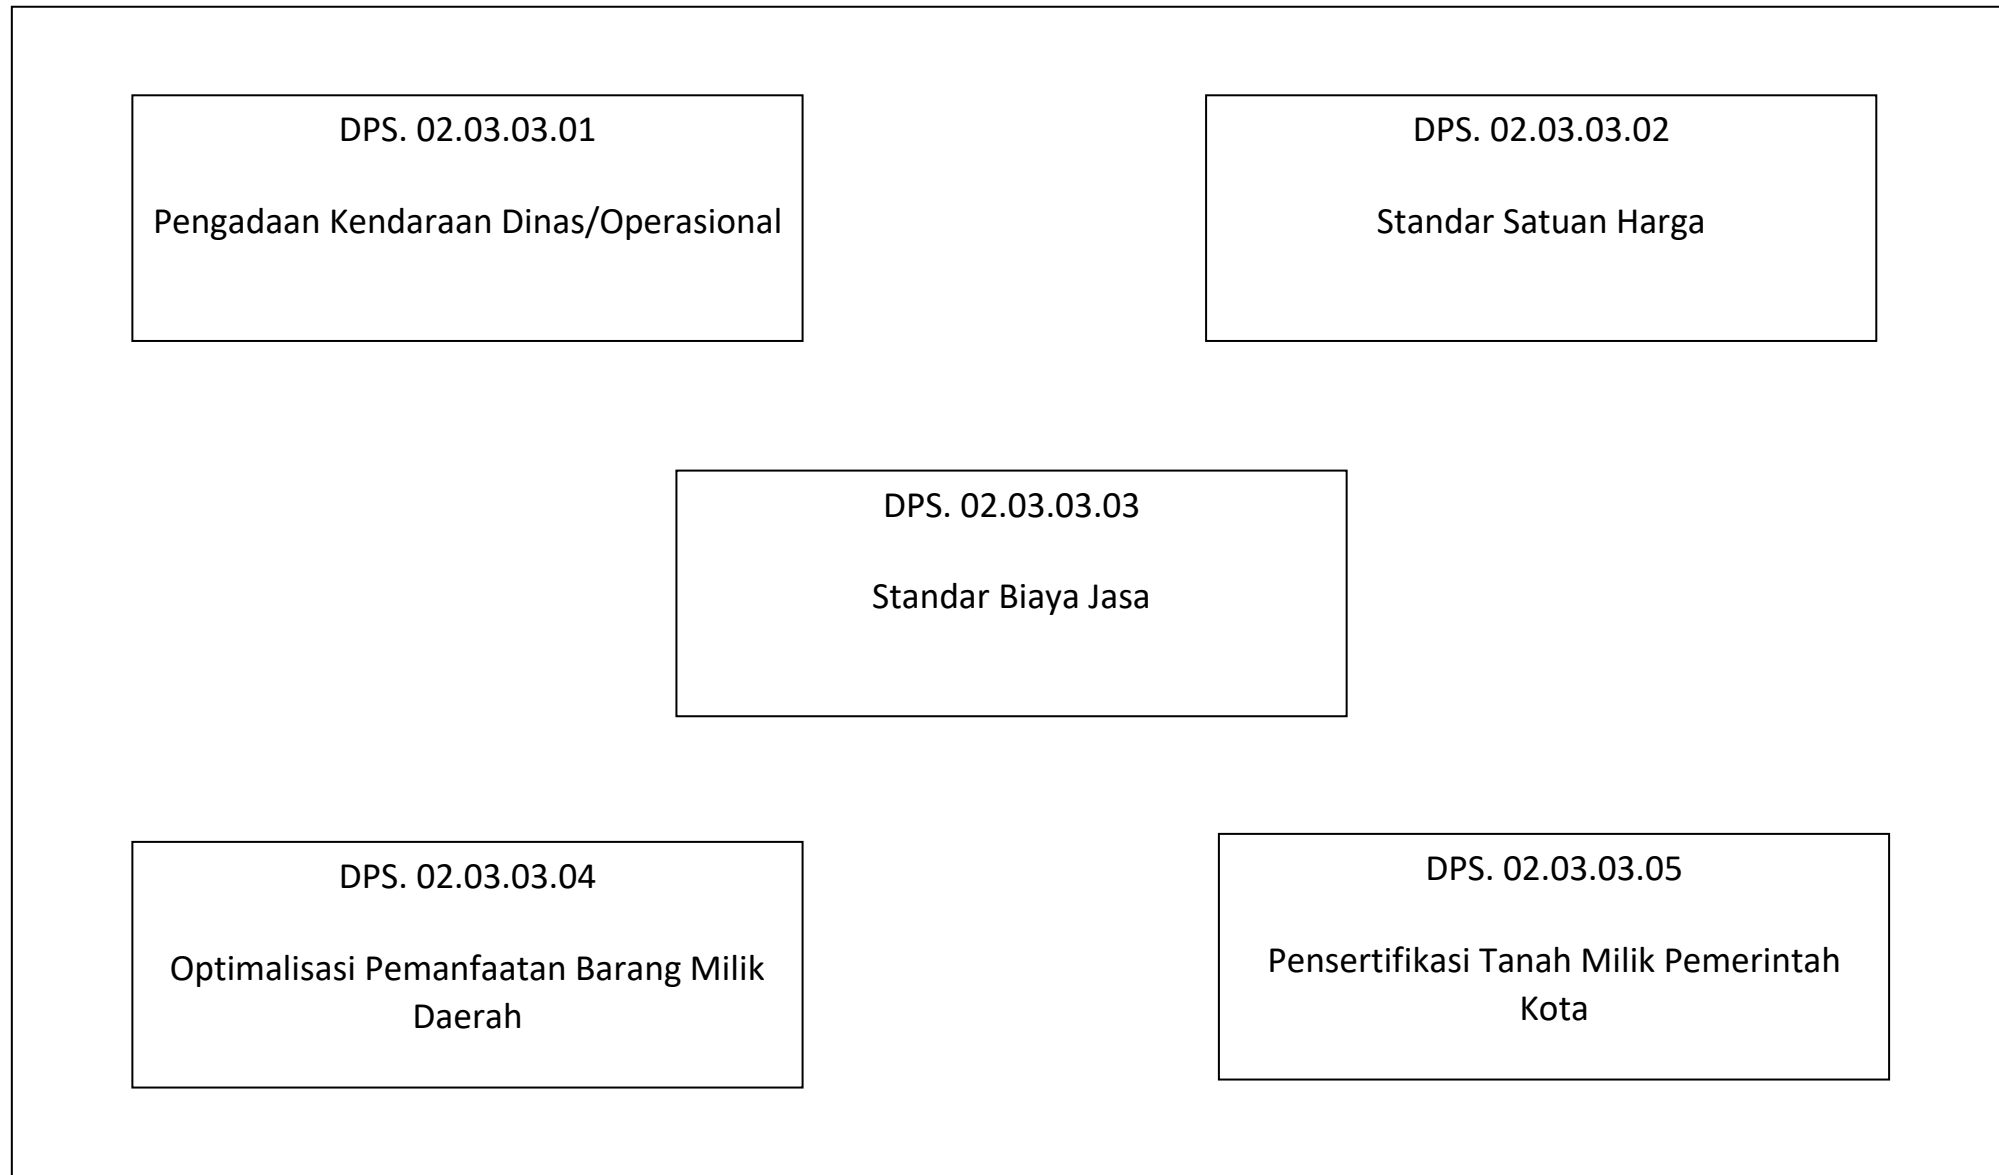 DPS. 02.03.03.01
Pengadaan Kendaraan Dinas/Operasional
DPS. 02.03.03.02
Standar Satuan Harga
DPS. 02.03.03.03
Standar Biaya Jasa
DPS. 02.03.03.04
Optimalisasi Pemanfaatan Barang Milik
Daerah
DPS. 02.03.03.05
Pensertifikasi Tanah Milik Pemerintah
Kota